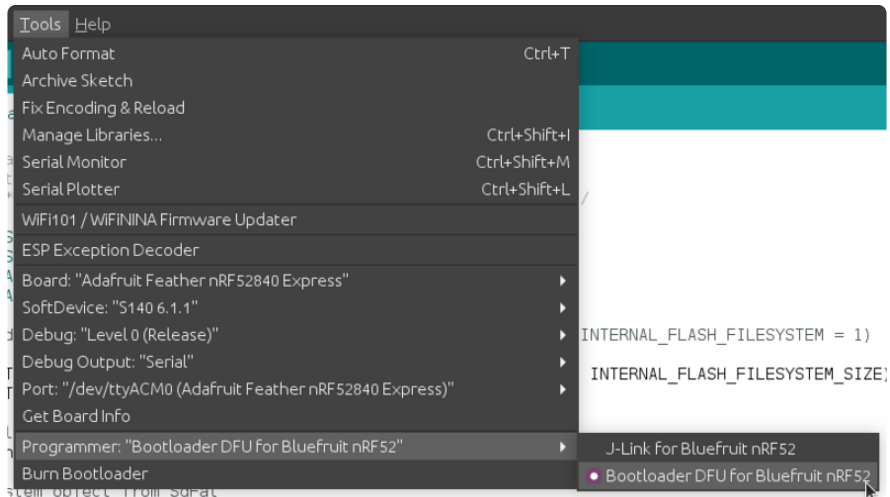 Tools Help
Auto Format Ctrl+T
Archive Sketch
Fix Encoding & Reload
Manage Libraries... Ctrl+Shift+I
Serial Monitor Ctrl+Shift+M
Serial Plotter Ctrl+Shift+L
WiFi101 / WiFiNINA Firmware Updater
ESP Exception Decoder
Board: "Adafruit Feather nRF52840 Express"
SoftDevice: "S140 6.1.1"
Debug: "Level 0 (Release)" INTERNAL_FLASH_FILESYSTEM = 1)
Debug Output: "Serial" INTERNAL_FLASH_FILESYSTEM_SIZE)
Port: "/dev/ttyACM0 (Adafruit Feather nRF52840 Express)"
Get Board Info
Programmer: "Bootloader DFU for Bluefruit nRF52" J-Link for Bluefruit nRF52
Burn Bootloader Bootloader DFU for Bluefruit nRF52
object from SdFat